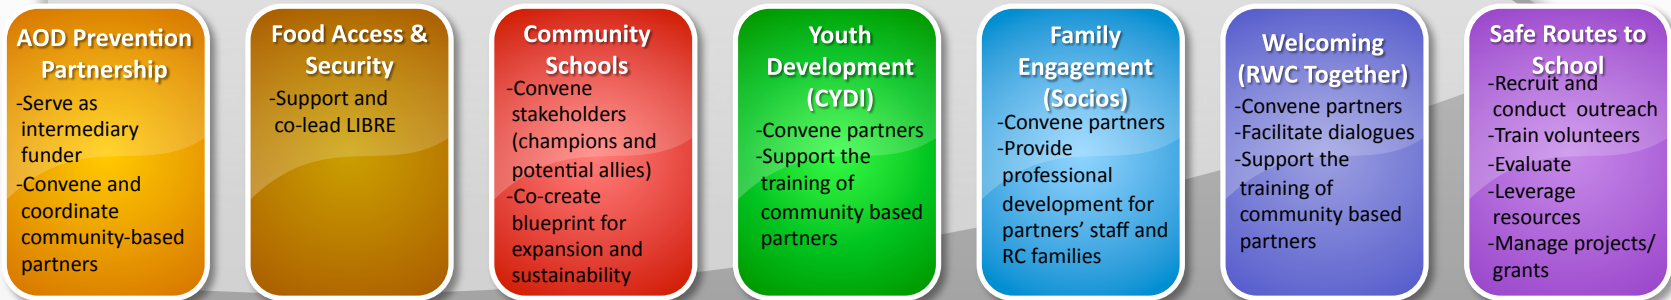 AOD Prevention
Partnership
-Serve as
intermediary
funder
-Convene and
coordinate
community-based
partners
Food Access &
Security
-Support and
co-lead LIBRE
Community
Schools
-Convene
stakeholders
(champions and
potential allies)
-Co-create
blueprint for
expansion and
sustainability
Youth
Development
(CYDI)
-Convene partners
-Support the
training of
community based
partners
Family
Engagement
(Socios)
-Convene partners
-Provide
professional
development for
partners’ staff and
RC families
Welcoming
(RWC Together)
-Convene partners
-Facilitate dialogues
-Support the
training of
community based
partners
Safe Routes to
School
-Recruit and
conduct outreach
-Train volunteers
-Evaluate
-Leverage
resources
-Manage projects/
grants